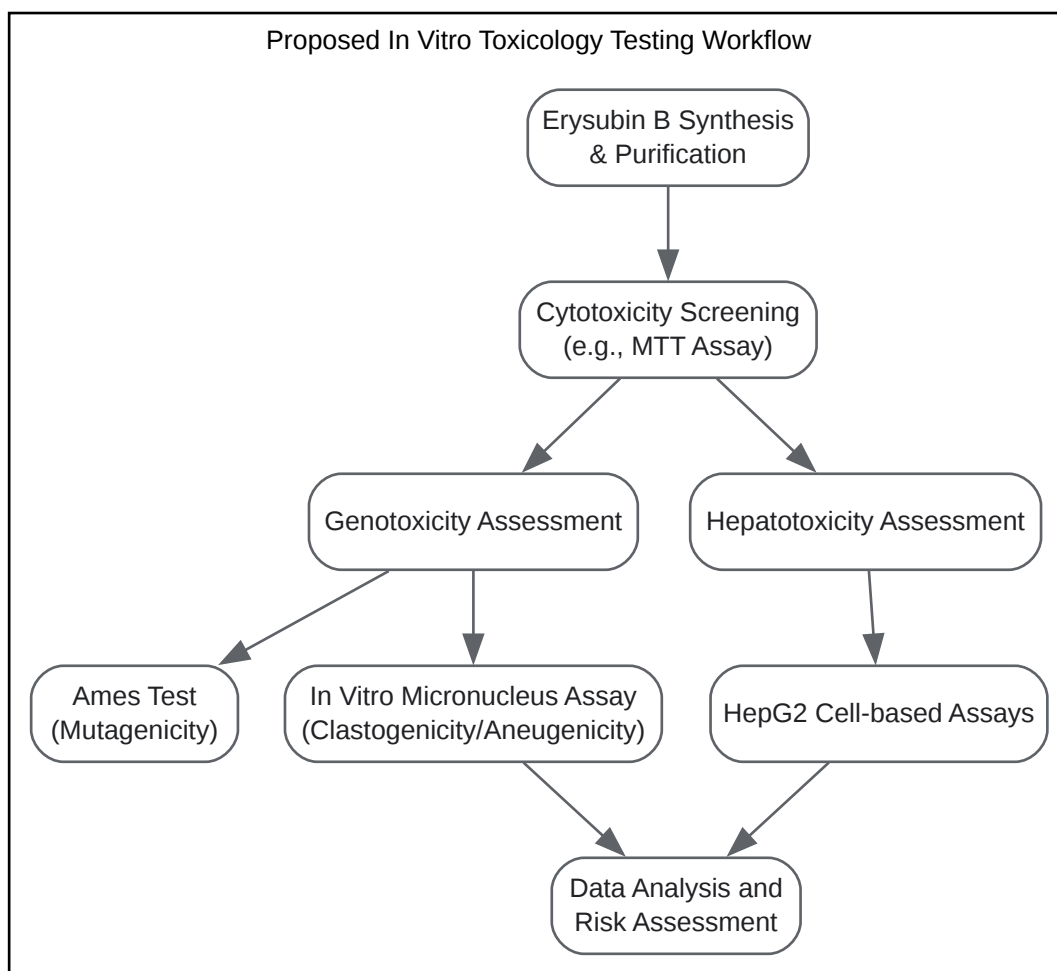 Proposed In Vitro Toxicology Testing Workflow
Erysubin B Synthesis
& Purification
Cytotoxicity Screening
(e.g., MTT Assay)
Genotoxicity Assessment
Hepatotoxicity Assessment
Ames Test
(Mutagenicity)
In Vitro Micronucleus Assay
(Clastogenicity/Aneugenicity)
HepG2 Cell-based Assays
Data Analysis and
Risk Assessment